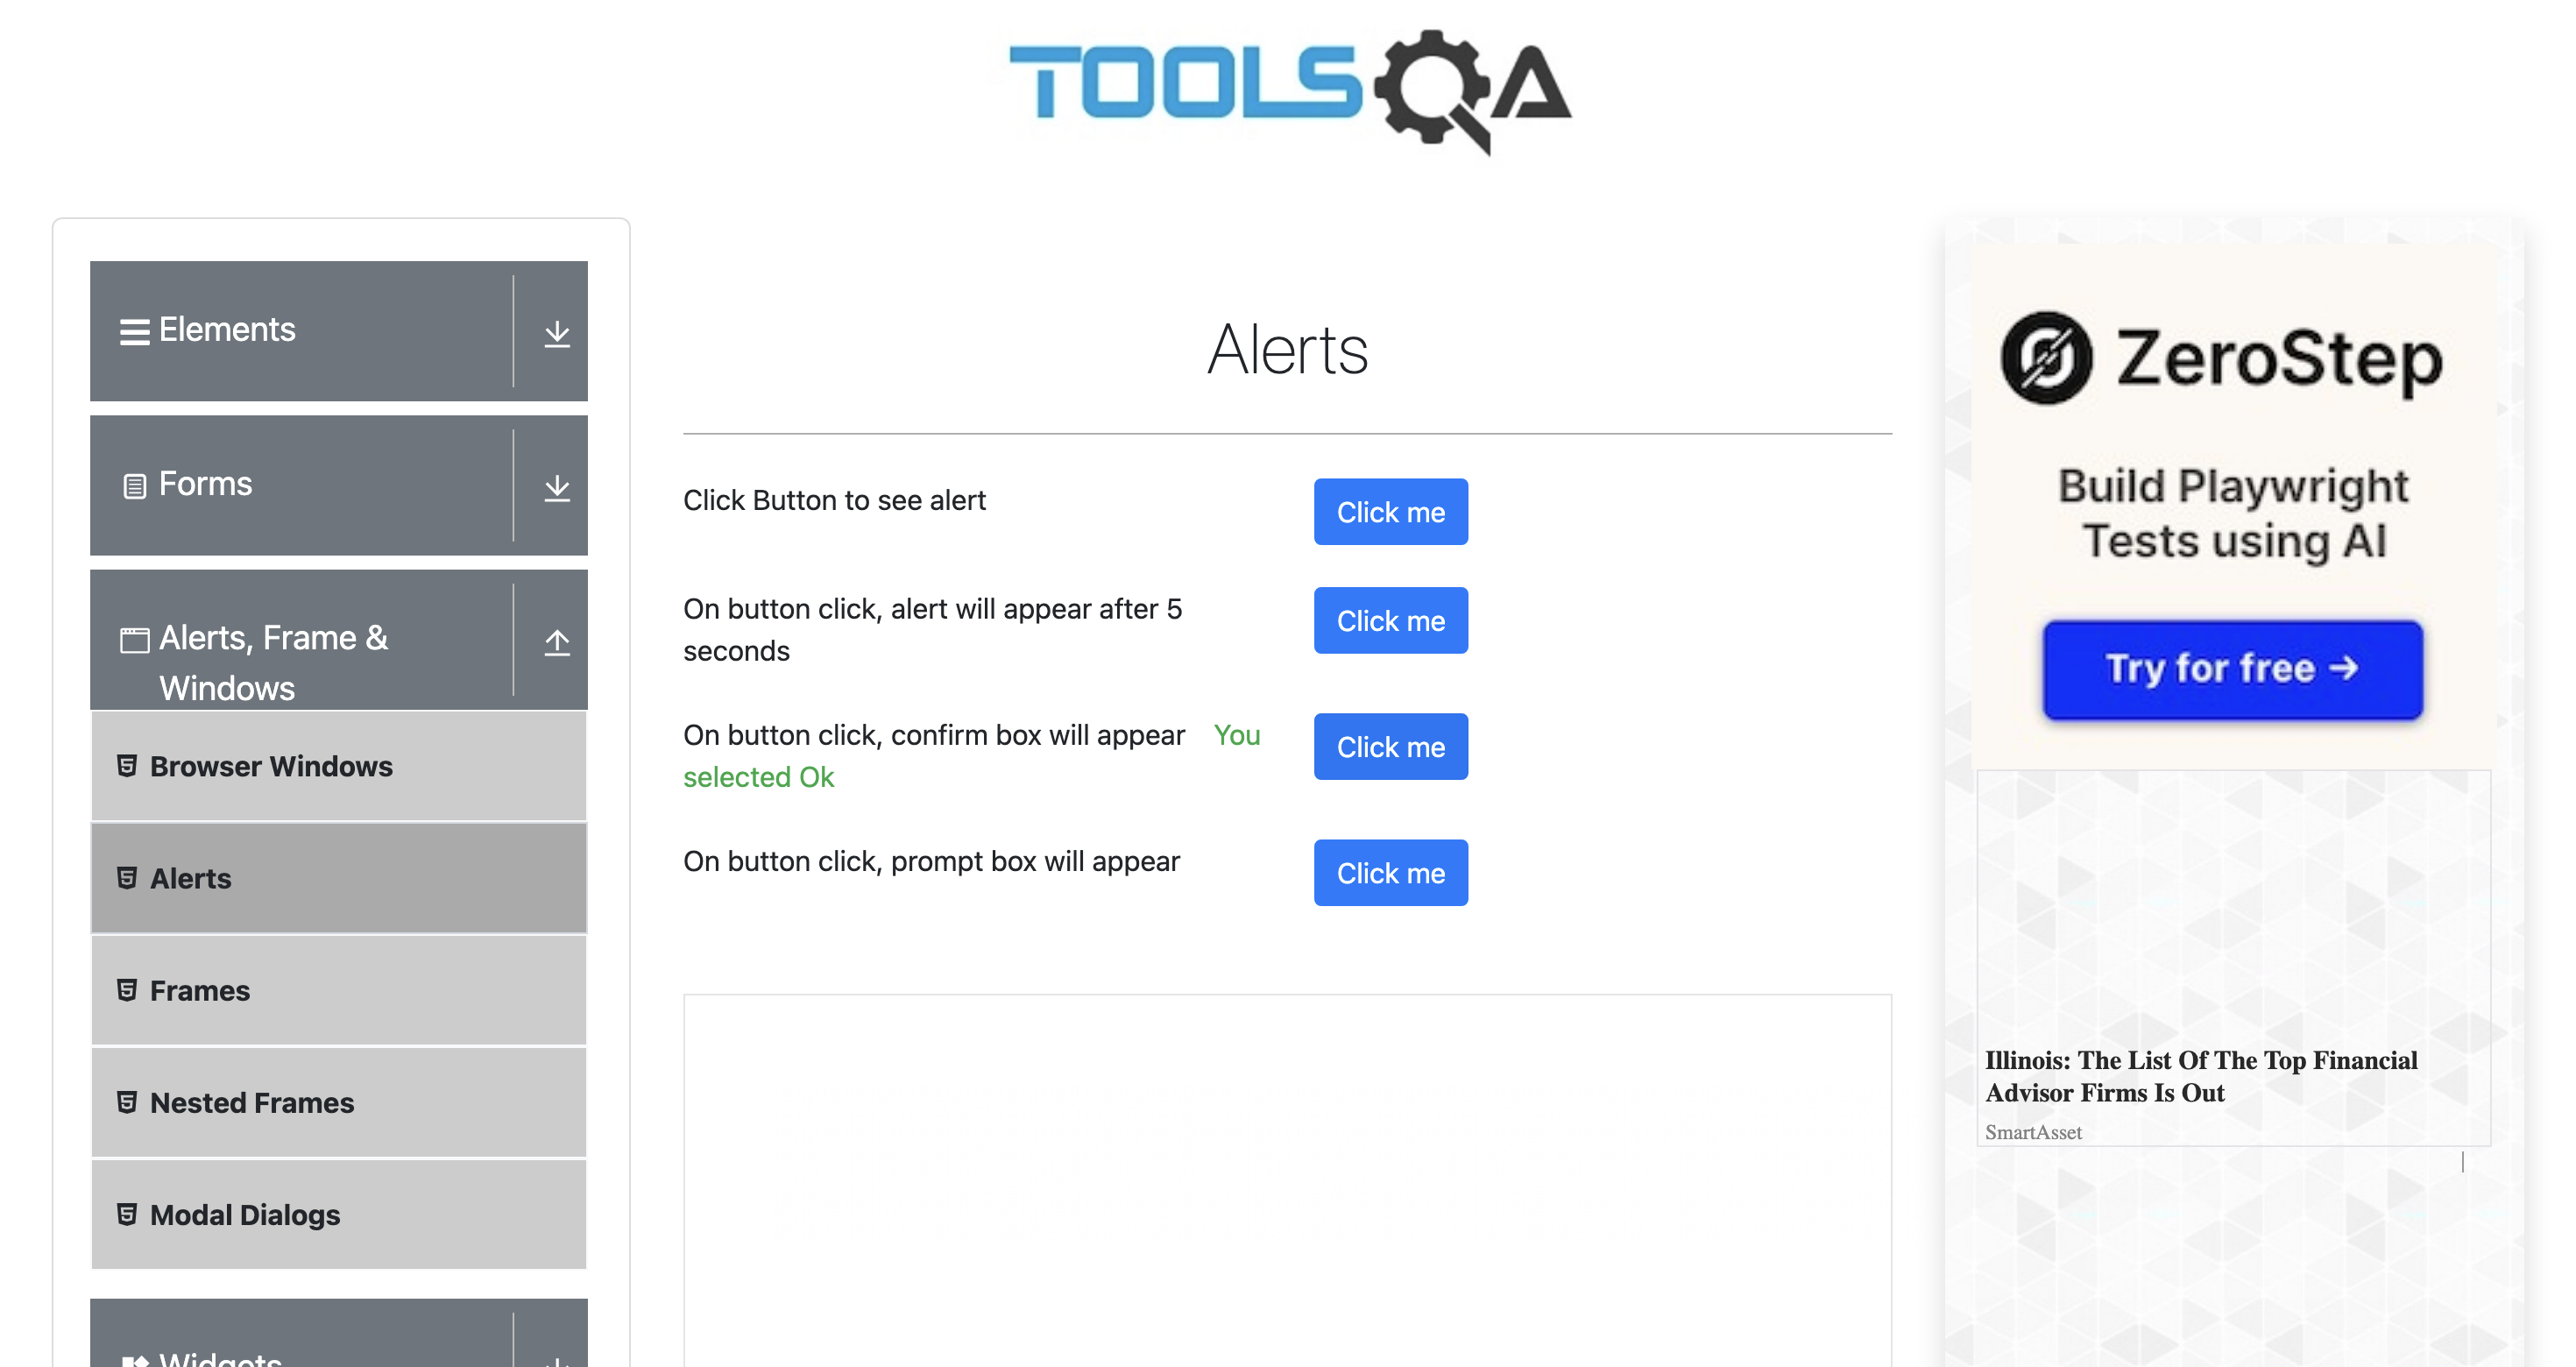 TOOLSQA
Elements
Forms
Alerts, Frame &
Windows
Browser Windows
Alerts
Frames
Nested Frames
Modal Dialogs
Widgets
Alerts
Click Button to see alert
Click me
On button click, alert will appear after 5
seconds
Click me
On button click, confirm box will appear You
selected Ok
Click me
On button click, prompt box will appear
Click me
ZeroStep
Build Playwright
Tests using AI
Try for free →
Illinois: The List Of The Top Financial
Advisor Firms Is Out
SmartAsset